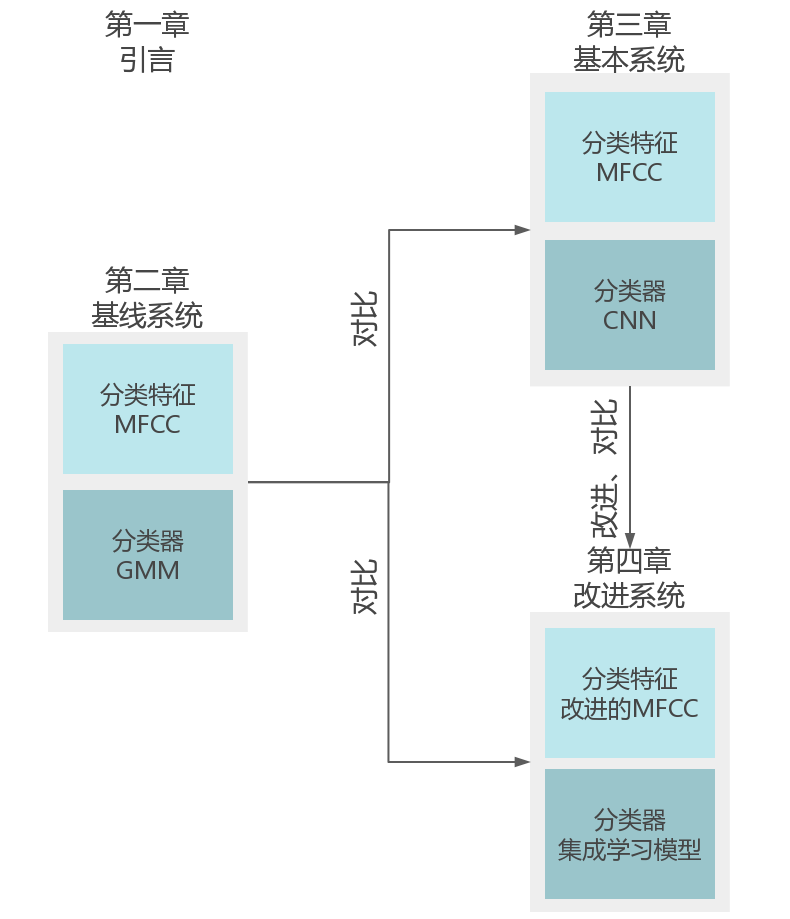 第一章
引言
第二章
基线系统
分类特征
MFCC
分类器
GMM
对比
对比
第三章
基本系统
分类特征
MFCC
分类器
CNN
改进、对比
第四章
改进系统
分类特征
改进的MFCC
分类器
集成学习模型